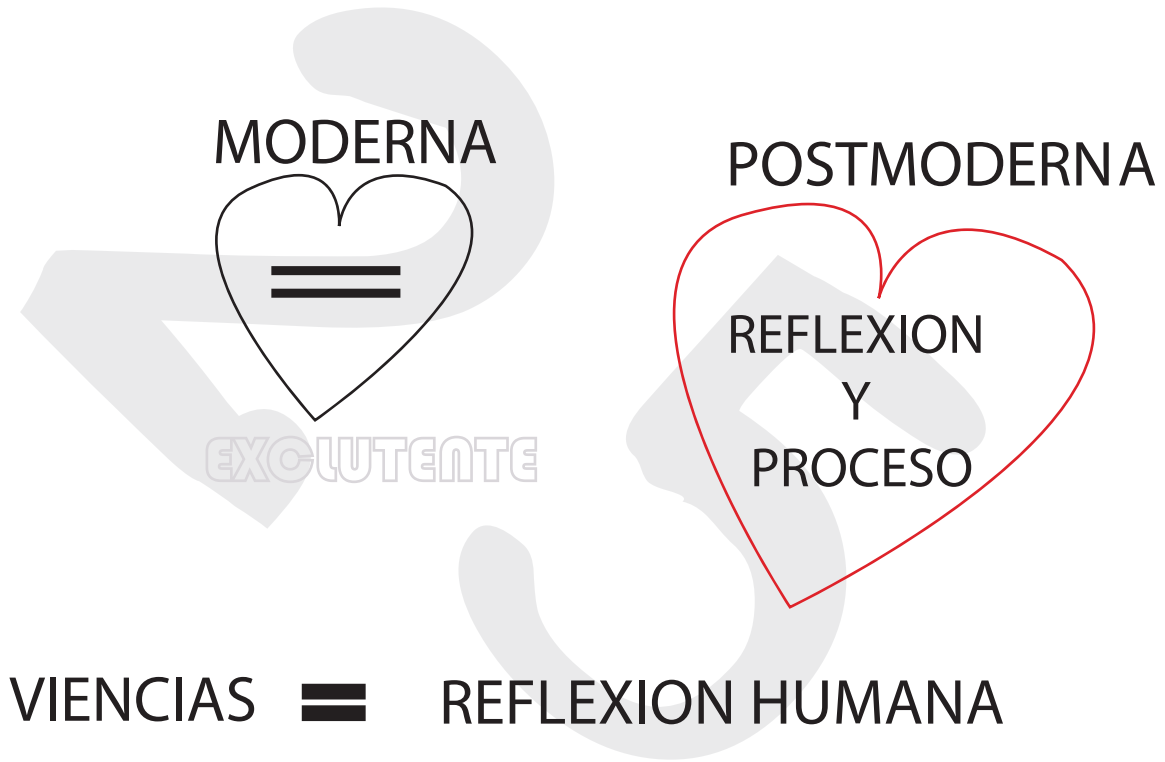 MODERNA
POSTMODERNA
=
REFLEXION
Y
PROCESO
EXCLUTENTE
VIENCIAS = REFLEXION HUMANA